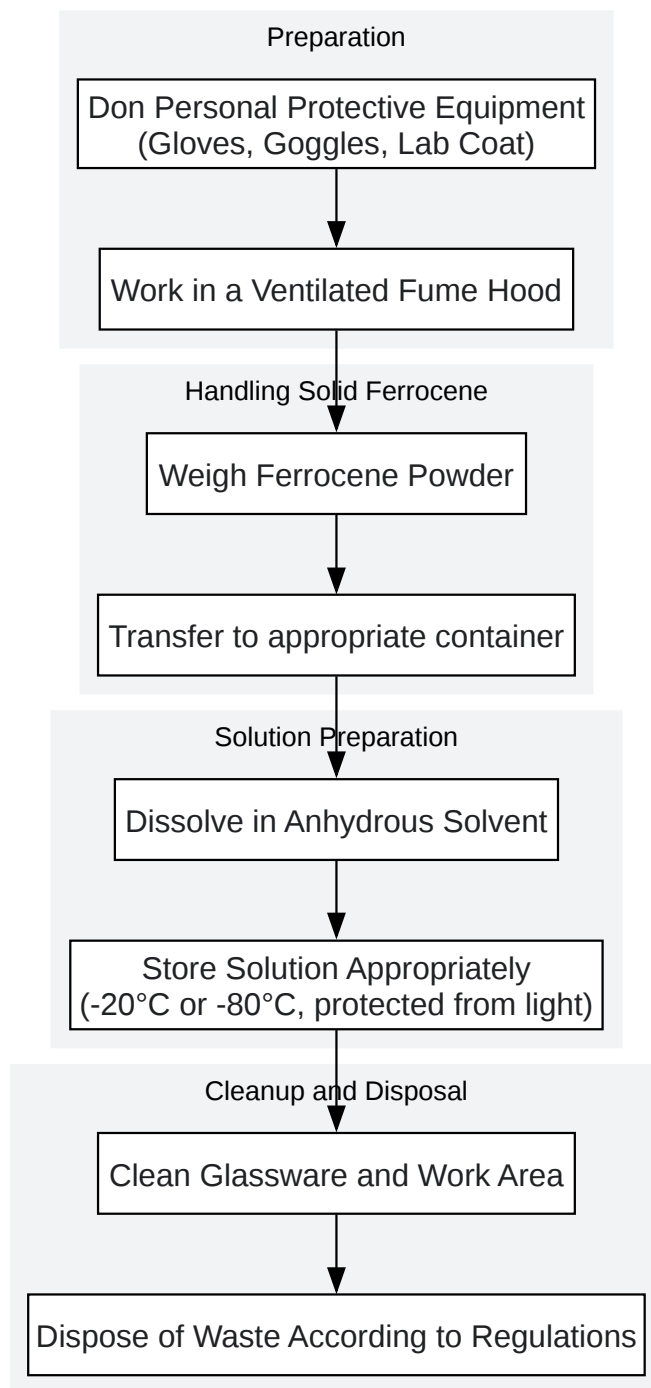 Preparation
Don Personal Protective Equipment
(Gloves, Goggles, Lab Coat)
Work in a Ventilated Fume Hood
Handling Solid Ferrocene
Weigh Ferrocene Powder
Transfer to appropriate container
Solution Preparation
Dissolve in Anhydrous Solvent
Store Solution Appropriately
(-20°C or -80°C, protected from light)
Cleanup and Disposal
Clean Glassware and Work Area
Dispose of Waste According to Regulations